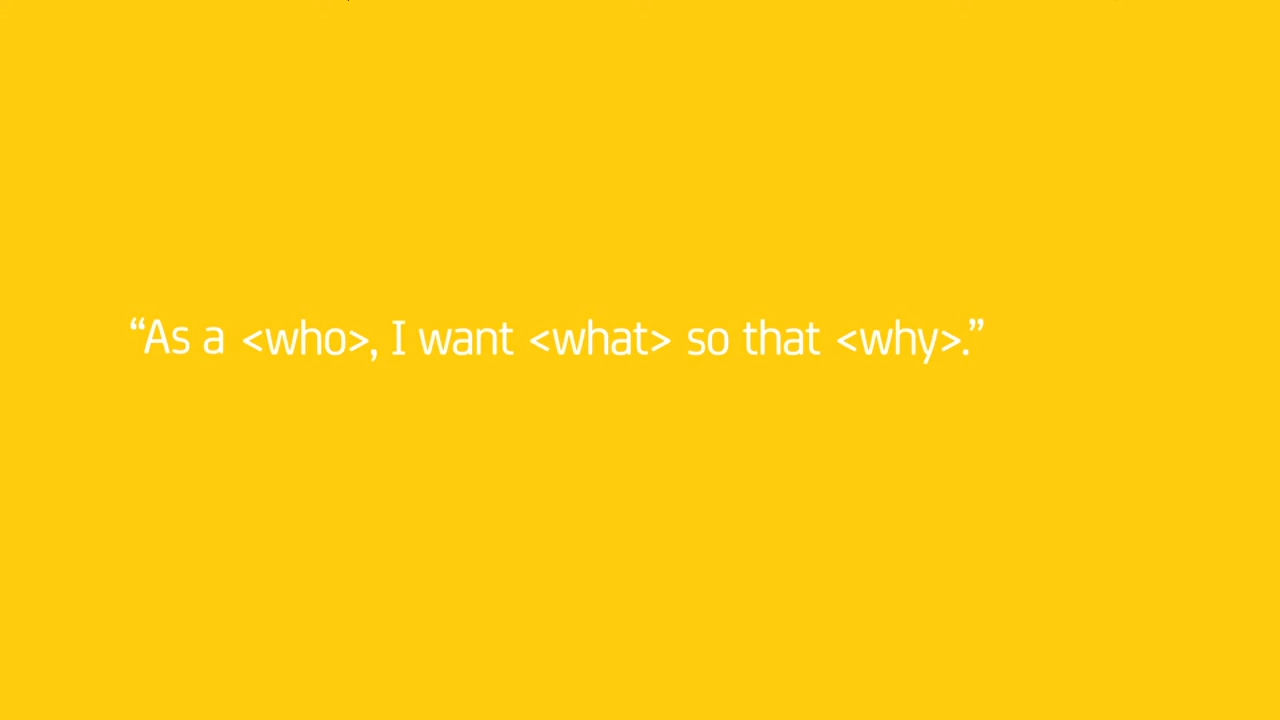 “As a <who>, I want <what> so that <why>.”